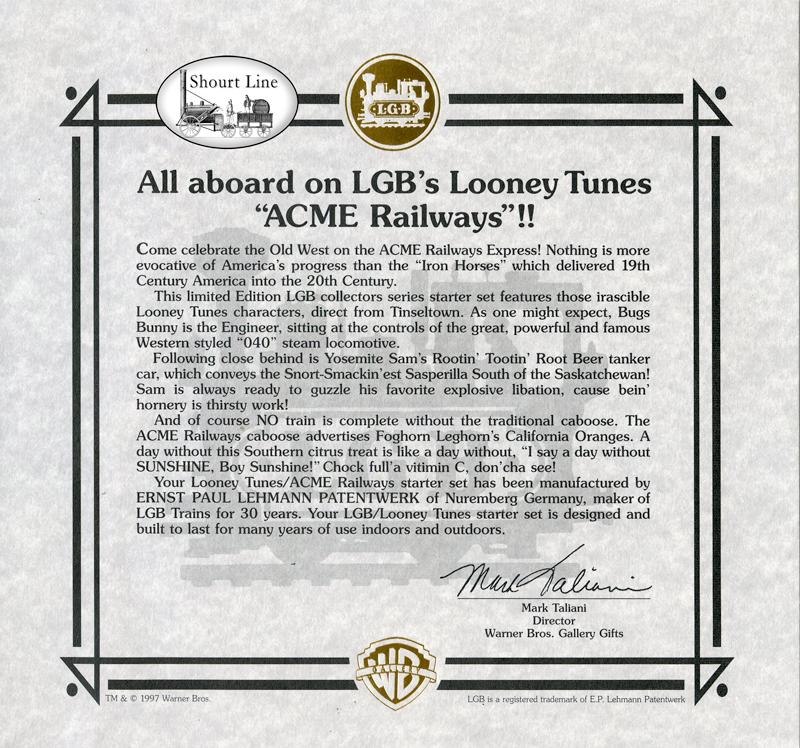 Shourt Line
LGB
All aboard on LGB's Looney Tunes
"ACME Railways"!!
Come celebrate the Old West on the ACME Railways Express! Nothing is more
evocative of America's progress than the "Iron Horses" which delivered 19th
Century America into the 20th Century.
This limited Edition LGB collectors series starter set features those irascible
Looney Tunes characters, direct from Tinseltown. As one might expect, Bugs
Bunny is the Engineer, sitting at the controls of the great, powerful and famous
Western styled "040" steam locomotive.
Following close behind is Yosemite Sam's Rootin' Tootin' Root Beer tanker
car, which conveys the Snort-Smackin'est Sasperilla South of the Saskatchewan!
Sam is always ready to guzzle his favorite explosive libation, cause bein'
hornery is thirsty work!
And of course NO train is complete without the traditional caboose. The
ACME Railways caboose advertises Foghorn Leghorn's California Oranges. A
day without this Southern citrus treat is like a day without, "I say a day without
SUNSHINE, Boy Sunshine!" Chock full'a vitimin C, don'cha see!
Your Looney Tunes/ACME Railways starter set has been manufactured by
ERNST PAUL LEHMANN PATENTWERK of Nuremberg Germany, maker of
LGB Trains for 30 years. Your LGB/Looney Tunes starter set is designed and
built to last for many years of use indoors and outdoors.
Mark Taliani
Mark Taliani
Director
Warner Bros. Gallery Gifts
GALLERY
WB
TM & © 1997 Warner Bros.
LGB is a registered trademark of E.P. Lehmann Patentwerk